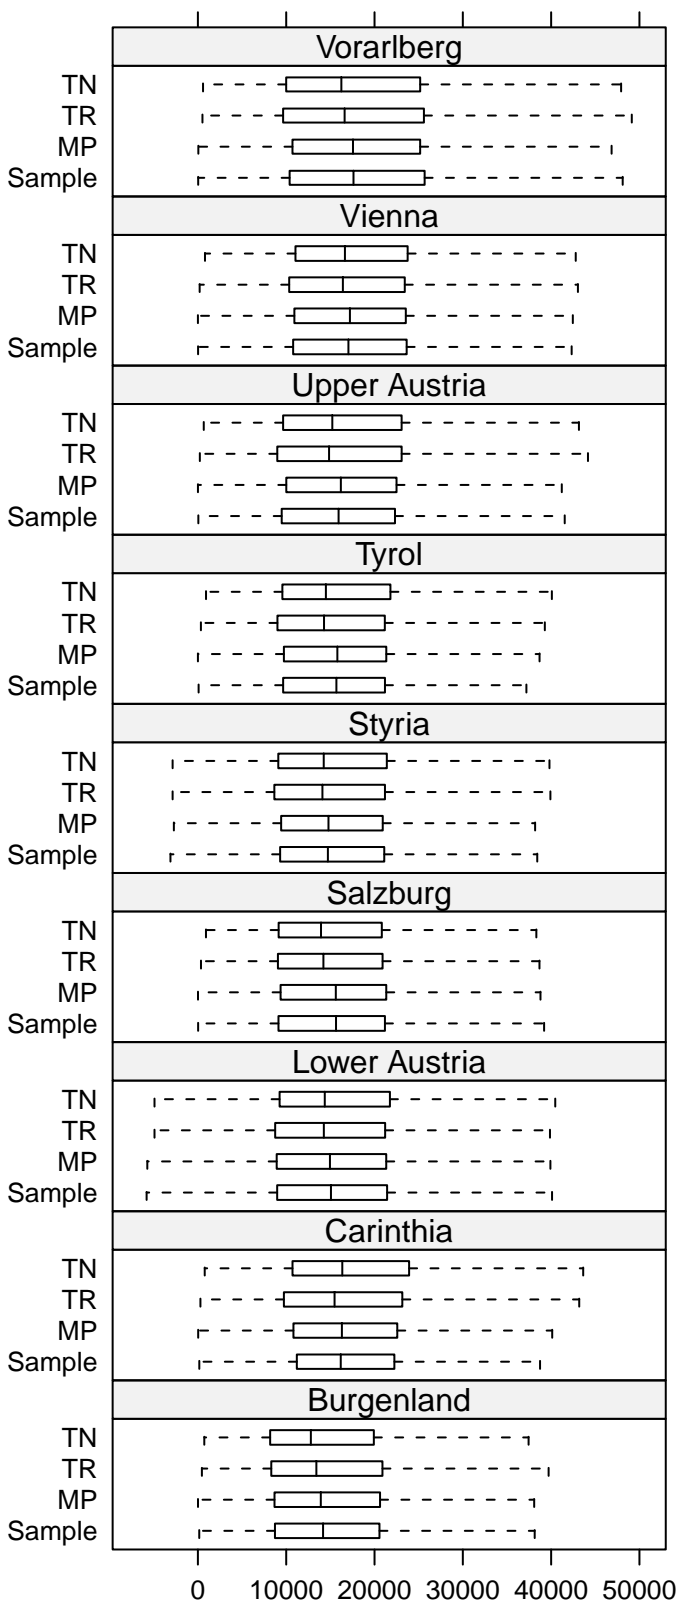 Vorarlberg
TN
TR
MP
Sample
Vienna
TN
TR
MP
Sample
Upper Austria
TN
TR
MP
Sample
Tyrol
TN
TR
MP
Sample
Styria
TN
TR
MP
Sample
Salzburg
TN
TR
MP
Sample
Lower Austria
TN
TR
MP
Sample
Carinthia
TN
TR
MP
Sample
Burgenland
TN
TR
MP
Sample
0 10000 20000 30000 40000 50000